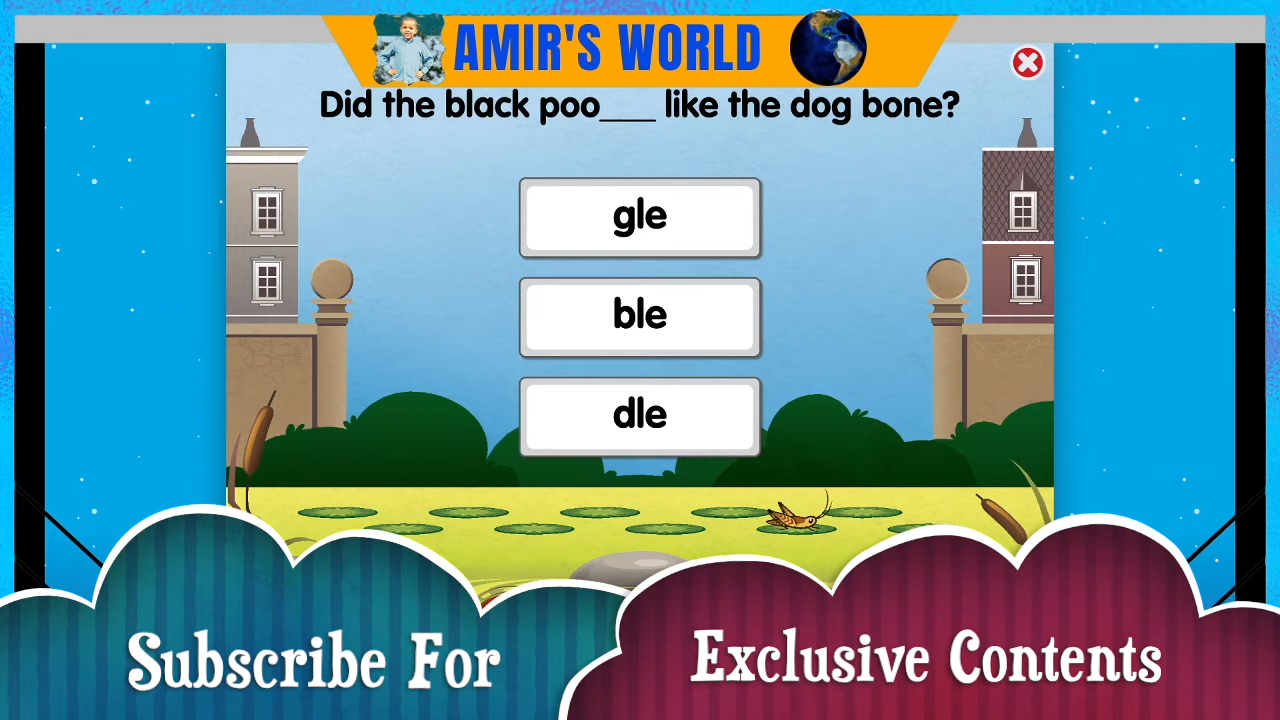 AMIR'S WORLD
Did the black poo___ like the dog bone?
gle
ble
dle
Subscribe For
Exclusive Contents